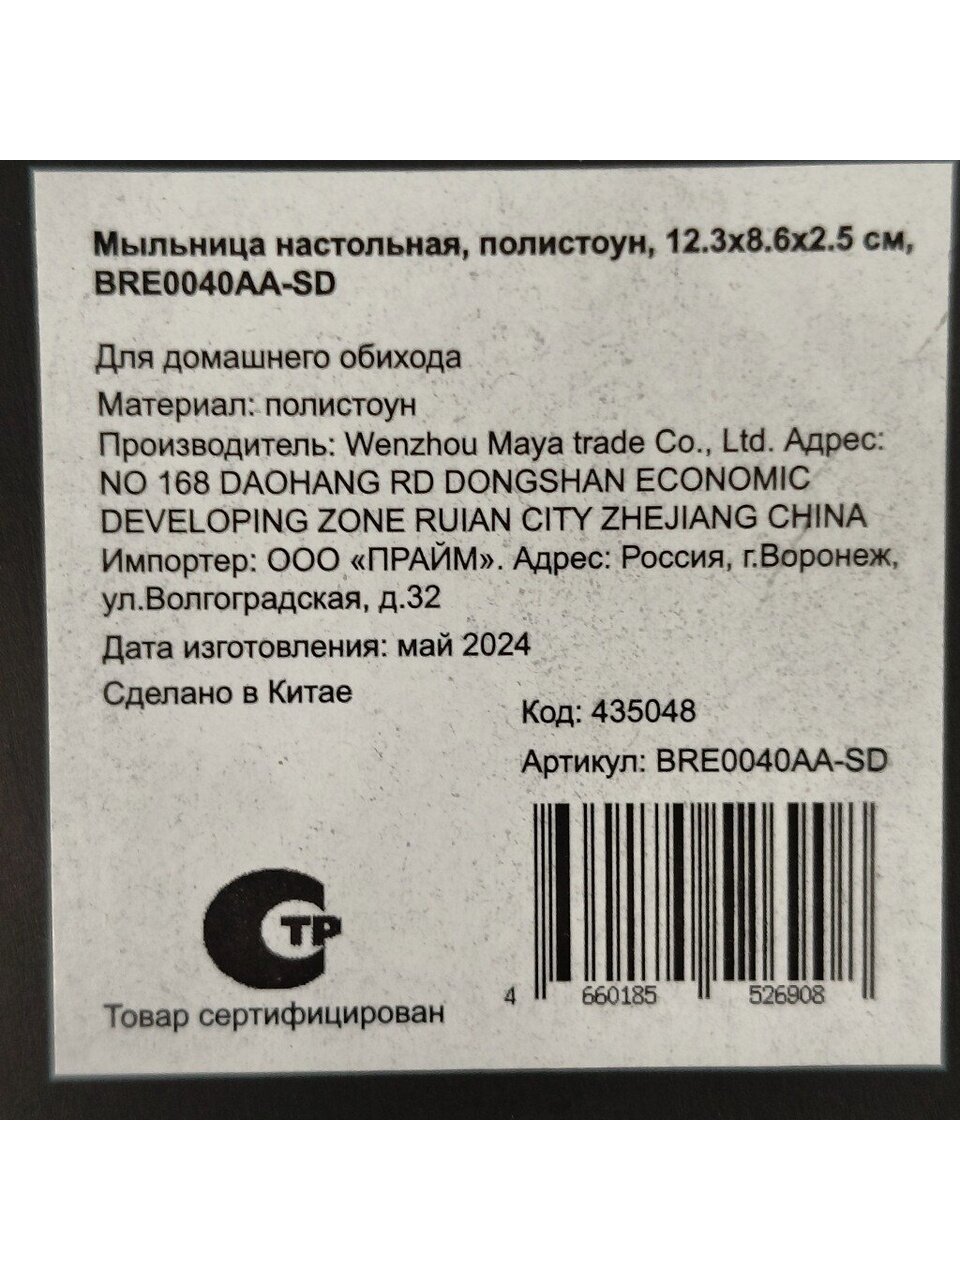 Мыльница настольная, полистоун, 12.3х8.6х2.5 см,
BRE0040AA-SD
Для домашнего обихода
Материал: полистоун
Производитель: Wenzhou Maya trade Co., Ltd. Адрес:
NO 168 DAOHANG RD DONGSHAN ECONOMIC
DEVELOPING ZONE RUIAN CITY ZHEJIANG CHINA
Импортер: ООО «ПРАЙМ». Адрес: Россия, г.Воронеж,
ул.Волгоградская, д.32
Дата изготовления: май 2024
Сделано в Китае
Код: 435048
Артикул: BRE0040AA-SD
СТР
Товар сертифицирован
4 660185 526908